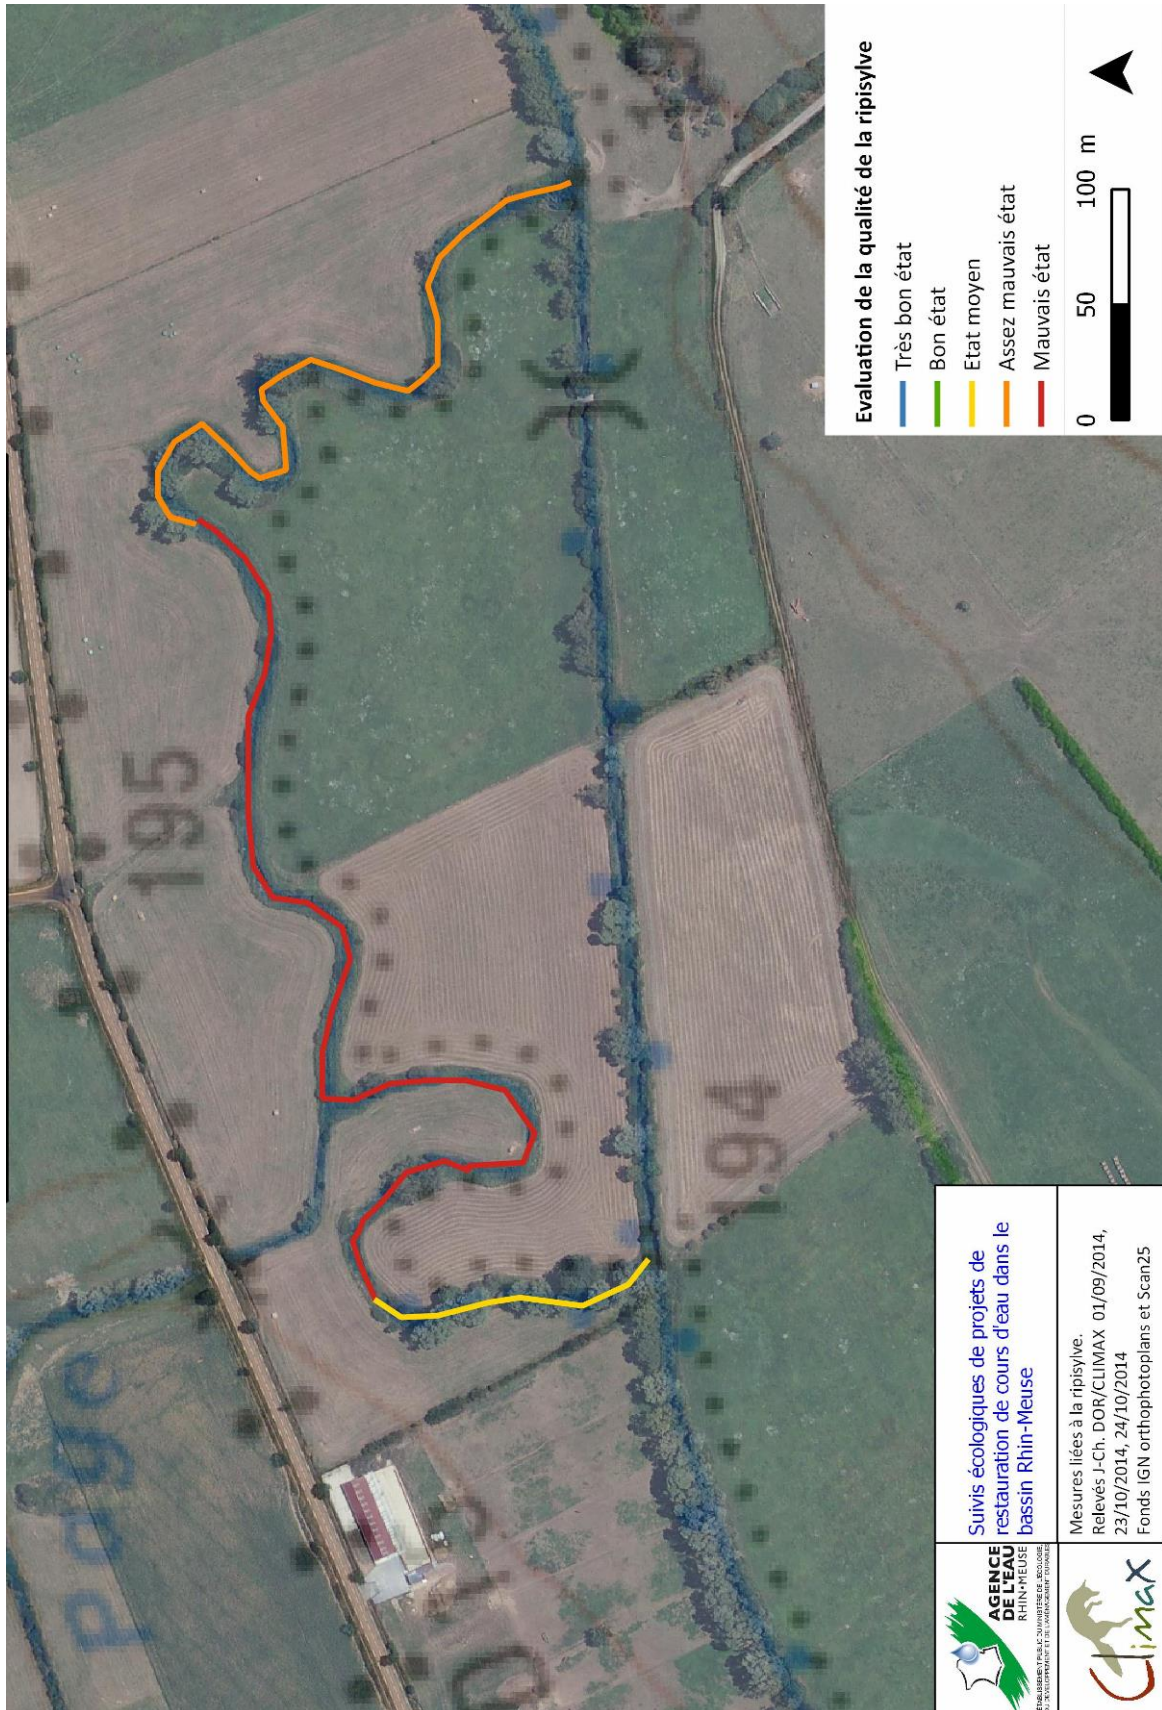 Page
195
194
Evaluation de la qualité de la ripisylve
Très bon état
Bon état
Etat moyen
Assez mauvais état
Mauvais état
0 50 100 m
AGENCE
DE L'EAU
RHIN•MEUSE
Suivis écologiques de projets de
restauration de cours d'eau dans le
bassin Rhin-Meuse
Climax
Mesures liées à la ripisylve.
Relevés J-Ch. DOR/CLIMAX 01/09/2014,
23/10/2014, 24/10/2014
Fonds IGN orthophotoplans et Scan25